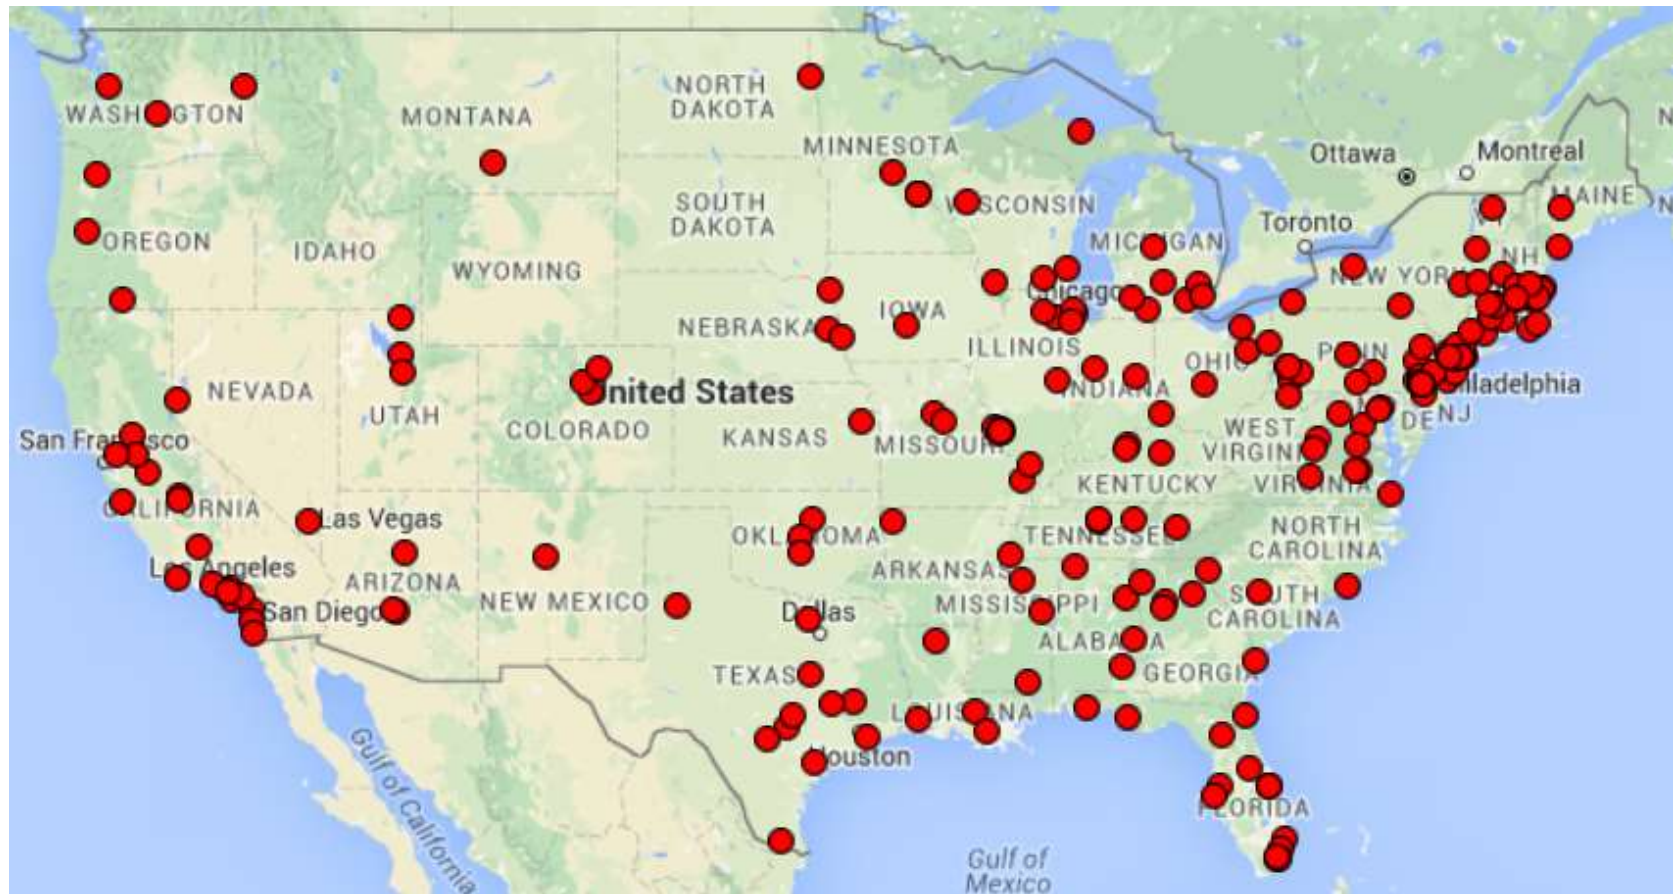 NORTH
DAKOTA
WASHINGTON
MONTANA
MINNESOTA
Ottawa
Montreal
MAINE
VT
SOUTH
DAKOTA
WISCONSIN
Toronto
MICHIGAN
OREGON
IDAHO
WYOMING
NH
NEW YORK
Chicago
IOWA
NEBRASKA
ILLINOIS
OHIO
PENN
NEVADA
United States
INDIANA
Philadelphia
UTAH
DE
NJ
San Francisco
COLORADO
KANSAS
MISSOURI
WEST
VIRGINIA
KENTUCKY
VIRGINIA
CALIFORNIA
Las Vegas
OKLAHOMA
TENNESSEE
NORTH
CAROLINA
Los Angeles
ARIZONA
ARKANSAS
NEW MEXICO
MISSISSIPPI
SOUTH
CAROLINA
San Diego
Dallas
ALABAMA
TEXAS
GEORGIA
LOUISIANA
Houston
Gulf of California
FLORIDA
Gulf of
Mexico